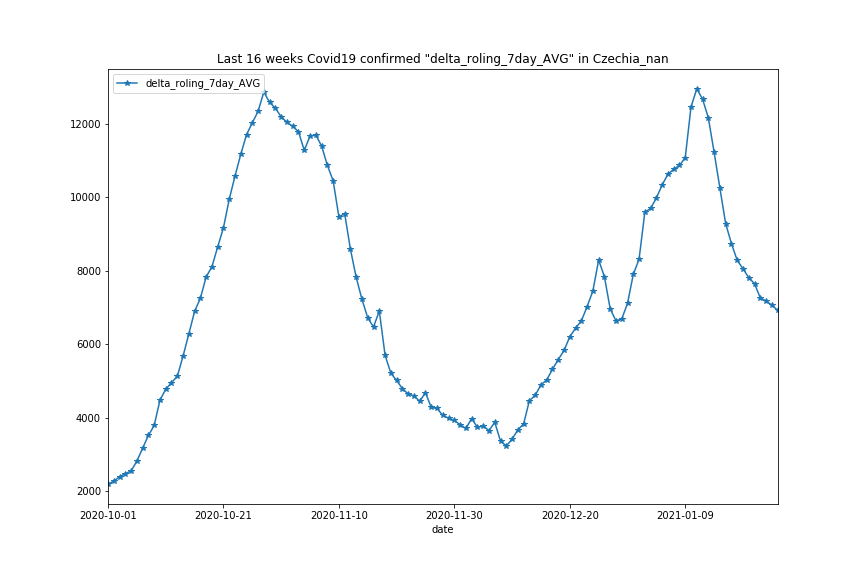 Last 16 weeks Covid19 confirmed "delta_roling_7day_AVG" in Czechia_nan
delta_roling_7day_AVG
12000
10000
8000
6000
4000
2000
2020-10-01 2020-10-21 2020-11-10 2020-11-30 2020-12-20 2021-01-09
date